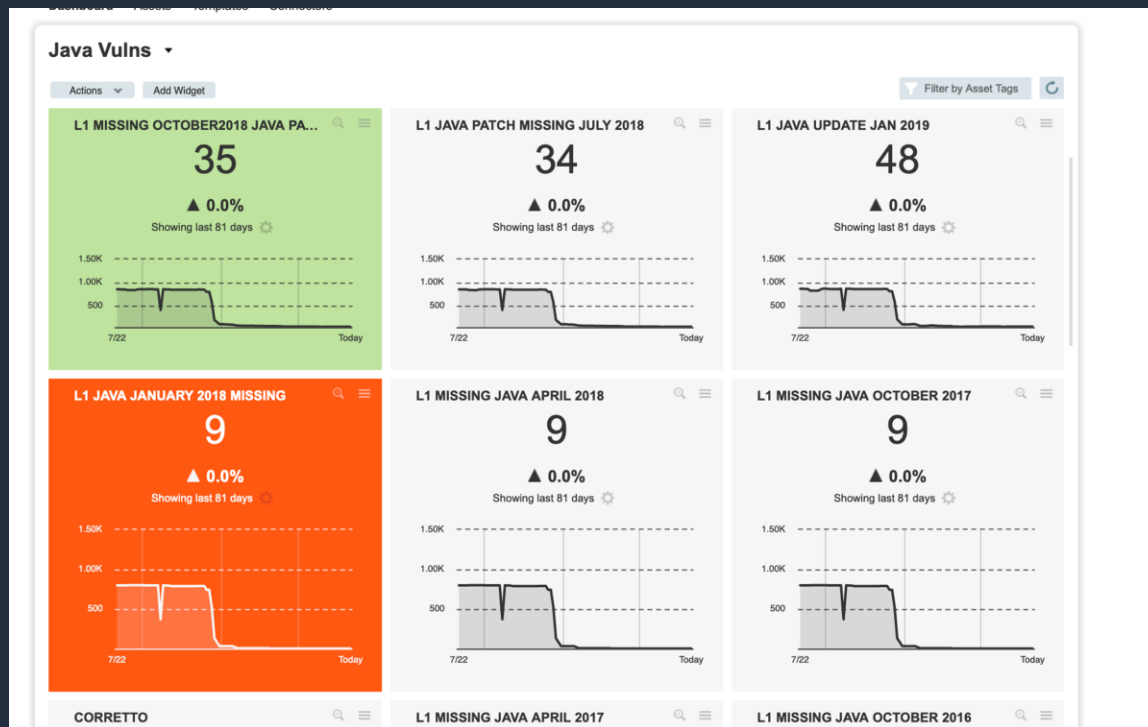 Dashboard Assets Templates Connectors
Java Vulns
Actions Add Widget Filter by Asset Tags
L1 MISSING OCTOBER2018 JAVA PA...
35
0.0%
Showing last 81 days
1.50K
1.00K
500
7/22 Today
L1 JAVA PATCH MISSING JULY 2018
34
0.0%
Showing last 81 days
1.50K
1.00K
500
7/22 Today
L1 JAVA UPDATE JAN 2019
48
0.0%
Showing last 81 days
1.50K
1.00K
500
7/22 Today
L1 JAVA JANUARY 2018 MISSING
9
0.0%
Showing last 81 days
1.50K
1.00K
500
7/22 Today
L1 MISSING JAVA APRIL 2018
9
0.0%
Showing last 81 days
1.50K
1.00K
500
7/22 Today
L1 MISSING JAVA OCTOBER 2017
9
0.0%
Showing last 81 days
1.50K
1.00K
500
7/22 Today
CORRETTO
L1 MISSING JAVA APRIL 2017
L1 MISSING JAVA OCTOBER 2016